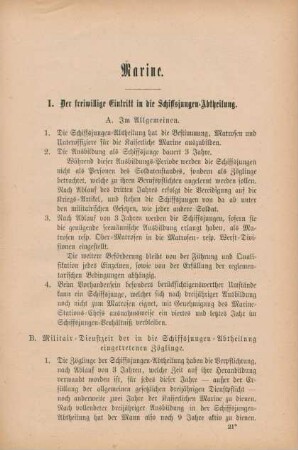 Marine.
1. Der freiwillige Eintritt in die Schiffsjungen-Abtheilung.
A. Im Allgemeinen.
1. Die Schiffsjungen-Abtheilung hat die Bestimmung, Matrosen und
Unteroffiziere für die Kaiserliche Marine auszubilden.
2. Die Ausbildung als Schiffsjunge dauert 3 Jahre.
Während dieser Ausbildungs-Periode werden die Schiffsjungen
nicht als Personen des Soldatenstandes, sondern als Zöglinge
betrachtet, welche zu ihren Berufspflichten angelernt werden sollen.
Nach Ablauf des dritten Jahres erfolgt die Vereidigung auf die
Kriegs-Artikel, und stehen die Schiffsjungen von da ab unter
den militärischen Gesetzen, wie jeder andere Soldat.
3. Nach Ablauf von 3 Jahren werden die Schiffsjungen, sofern sie
die genügende seemännische Ausbildung erlangt haben, als Ma-
trosen resp. Ober-Matrosen in die Matrosen- resp. Werft-Divi-
sionen eingestellt.
Die weitere Beförderung bleibt von der Führung und Quali-
fikation jedes Einzelnen, sowie von der Erfüllung der reglemen-
tarischen Bedingungen abhängig.
4. Beim Vorhandensein besonders berücksichtigenswerther Umstände
kann ein Schiffsjunge, welcher sich nach dreijähriger Ausbildung
noch nicht zum Matrosen eignet, mit Genehmigung des Marine-
Stations-Chefs ausnahmsweise ein viertes und letztes Jahr im
Schiffsjungen-Verhältniß verbleiben.
B. Militair-Dienstzeit der in die Schiffsjungen-Abtheilung
eingetretenen Zöglinge.
1. Die Zöglinge der Schiffsjungen-Abtheilung haben die Verpflichtung,
nach Ablauf von 3 Jahren, welche Zeit auf ihre Heranbildung
verwandt worden ist, für jedes dieser Jahre — außer der Er-
füllung der allgemeinen gesetzlichen dreijährigen Dienstpflicht —
noch anderweit zwei Jahre der kaiserlichen Marine zu dienen.
Nach vollendeter dreijähriger Ausbildung in der Schiffsjungen-
Abtheilung hat der Mann also noch 9 Jahre aktiv zu dienen.
21*